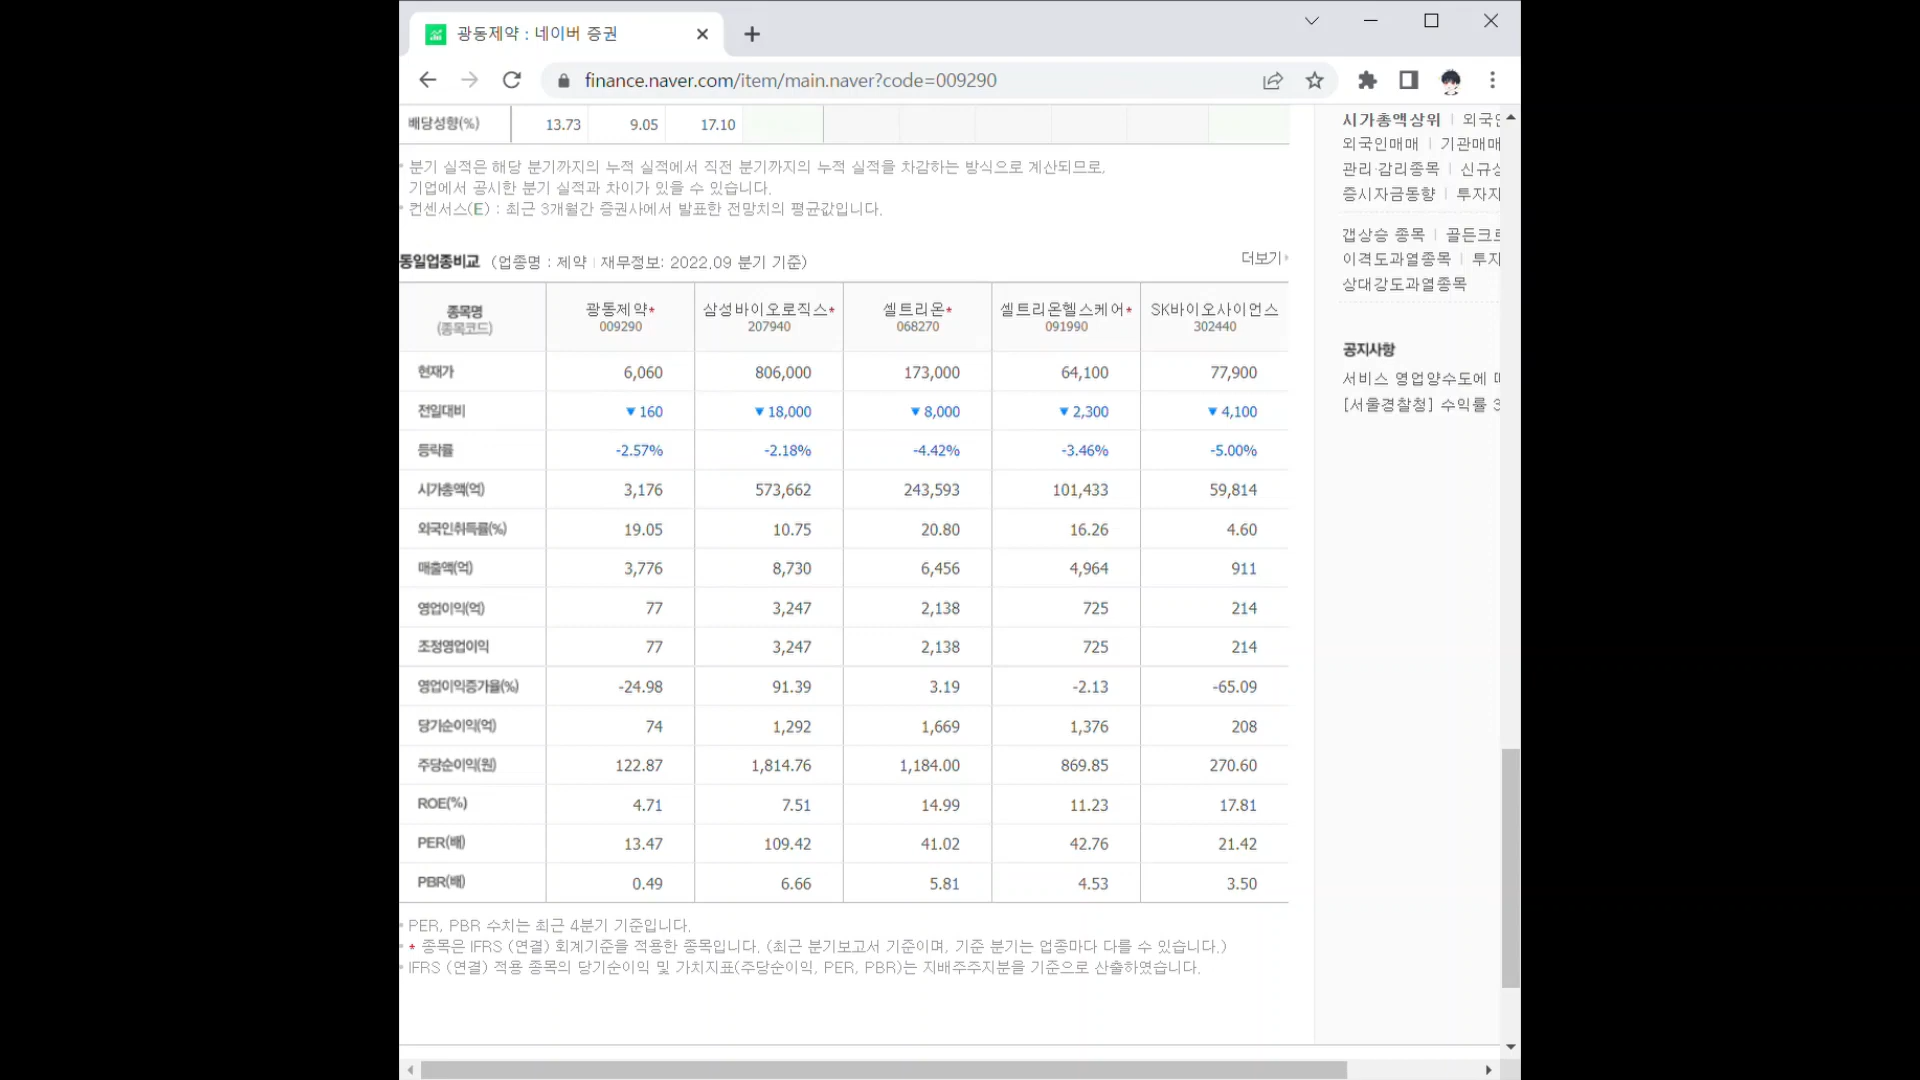 광동제약 : 네이버 증권
finance.naver.com/item/main.naver?code=009290
배당성향(%) 13.73 9.05 17.10
분기 실적은 해당 분기까지의 누적 실적에서 직전 분기까지의 누적 실적을 차감하는 방식으로 계산되므로,
기업에서 공시한 분기 실적과 차이가 있을 수 있습니다.
컨센서스(E) : 최근 3개월간 증권사에서 발표한 전망치의 평균값입니다.
동일업종비교 (업종명 : 제약 | 재무정보: 2022.09 분기 기준) 더보기
종목명 광동제약* 삼성바이오로직스* 셀트리온* 셀트리온헬스케어* SK바이오사이언스
(종목코드) 009290 207940 068270 091990 302440
현재가 6,060 806,000 173,000 64,100 77,900
전일대비 ▼160 ▼18,000 ▼8,000 ▼2,300 ▼4,100
등락률 -2.57% -2.18% -4.42% -3.46% -5.00%
시가총액(억) 3,176 573,662 243,593 101,433 59,814
외국인취득률(%) 19.05 10.75 20.80 16.26 4.60
매출액(억) 3,776 8,730 6,456 4,964 911
영업이익(억) 77 3,247 2,138 725 214
조정영업이익 77 3,247 2,138 725 214
영업이익증가율(%) -24.98 91.39 3.19 -2.13 -65.09
당기순이익(억) 74 1,292 1,669 1,376 208
주당순이익(원) 122.87 1,814.76 1,184.00 869.85 270.60
ROE(%) 4.71 7.51 14.99 11.23 17.81
PER(배) 13.47 109.42 41.02 42.76 21.42
PBR(배) 0.49 6.66 5.81 4.53 3.50
PER, PBR 수치는 최근 4분기 기준입니다.
* 종목은 IFRS (연결) 회계기준을 적용한 종목입니다. (최근 분기보고서 기준이며, 기준 분기는 업종마다 다를 수 있습니다.)
IFRS (연결) 적용 종목의 당기순이익 및 가치지표(주당순이익, PER, PBR)는 지배주주지분을 기준으로 산출하였습니다.
시가총액상위 | 외국
외국인매매 | 기관매매
관리·감리종목 | 신규
증시자금동향 | 투자
갭상승 종목 | 골든크
이격도과열종목 | 투자
상대강도과열종목
공지사항
서비스 영업양수도에
[서울경찰청] 수익률